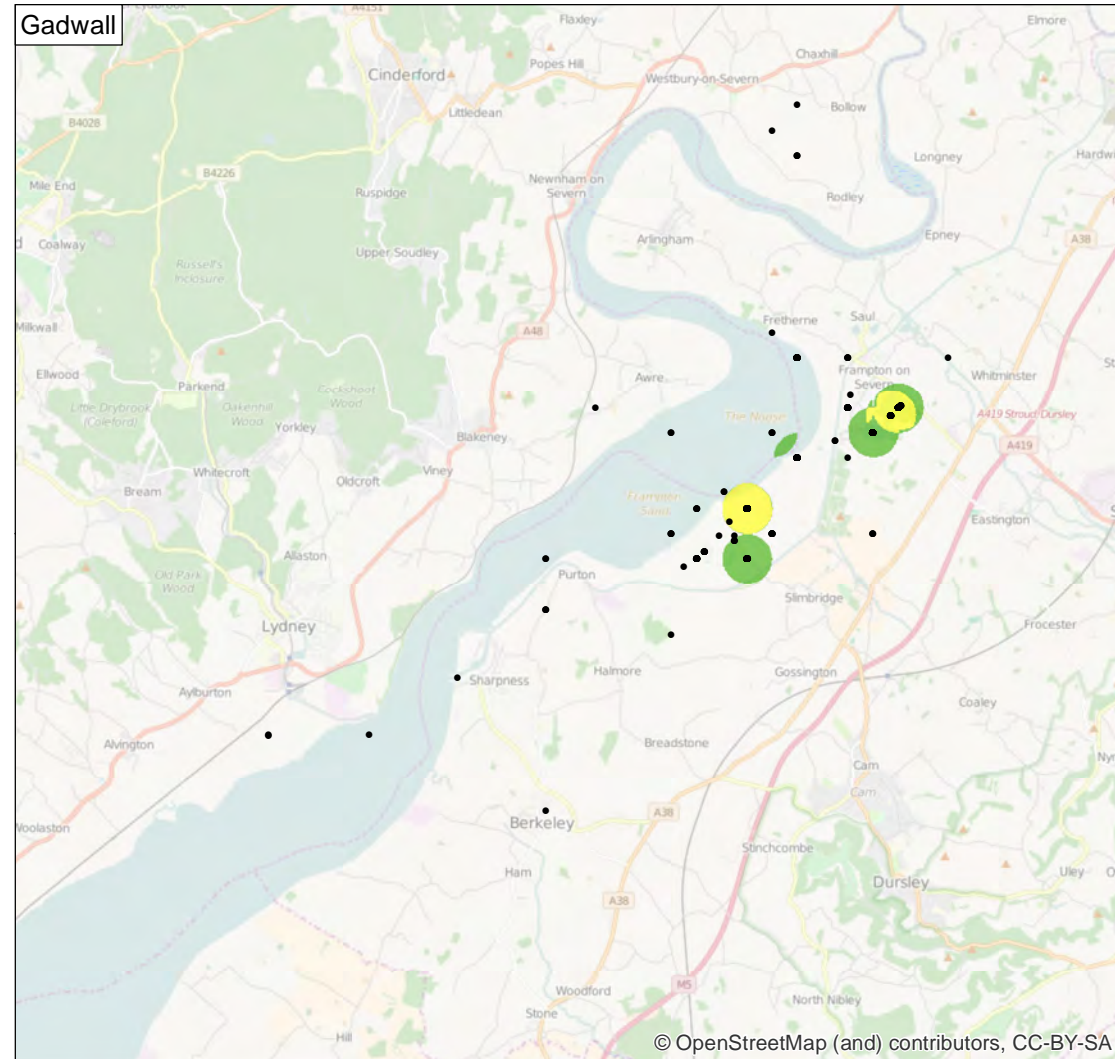 Gadwall
A4151
Flaxley
Elmore
Chaxhill
Popes Hill
Cinderford
Westbury-on-Severn
Littledean
Bollow
B4028
Longney
Hardwi
B4226
Mile End
Newnham on
Severn
Ruspidge
Rodley
Epney
Arlingham
A38
Coalway
Upper Soudley
Russell's
Inclosure
Milkwall
A48
Fretherne
Saul
Ellwood
Parkend
Awre
Frampton on
Severn
Whitminster
Little Drybrook
(Coleford)
Oakenhill
Wood
Cockshoot
Wood
The Noose
A419 Stroud; Dursley
Yorkley
Blakeney
A419
Whitecroft
Viney
Bream
Oldcroft
Frampton
Sand
Eastington
Allaston
Old Park
Wood
Purton
Slimbridge
Lydney
Frocester
Halmore
Gossington
Sharpness
Aylburton
Coaley
Alvington
Breadstone
Cam
Cam
Woolaston
Berkeley
A38
Stinchcombe
Ham
Dursley
Uley
A38
M5
Woodford
North Nibley
Stone
Hill
© OpenStreetMap (and) contributors, CC-BY-SA